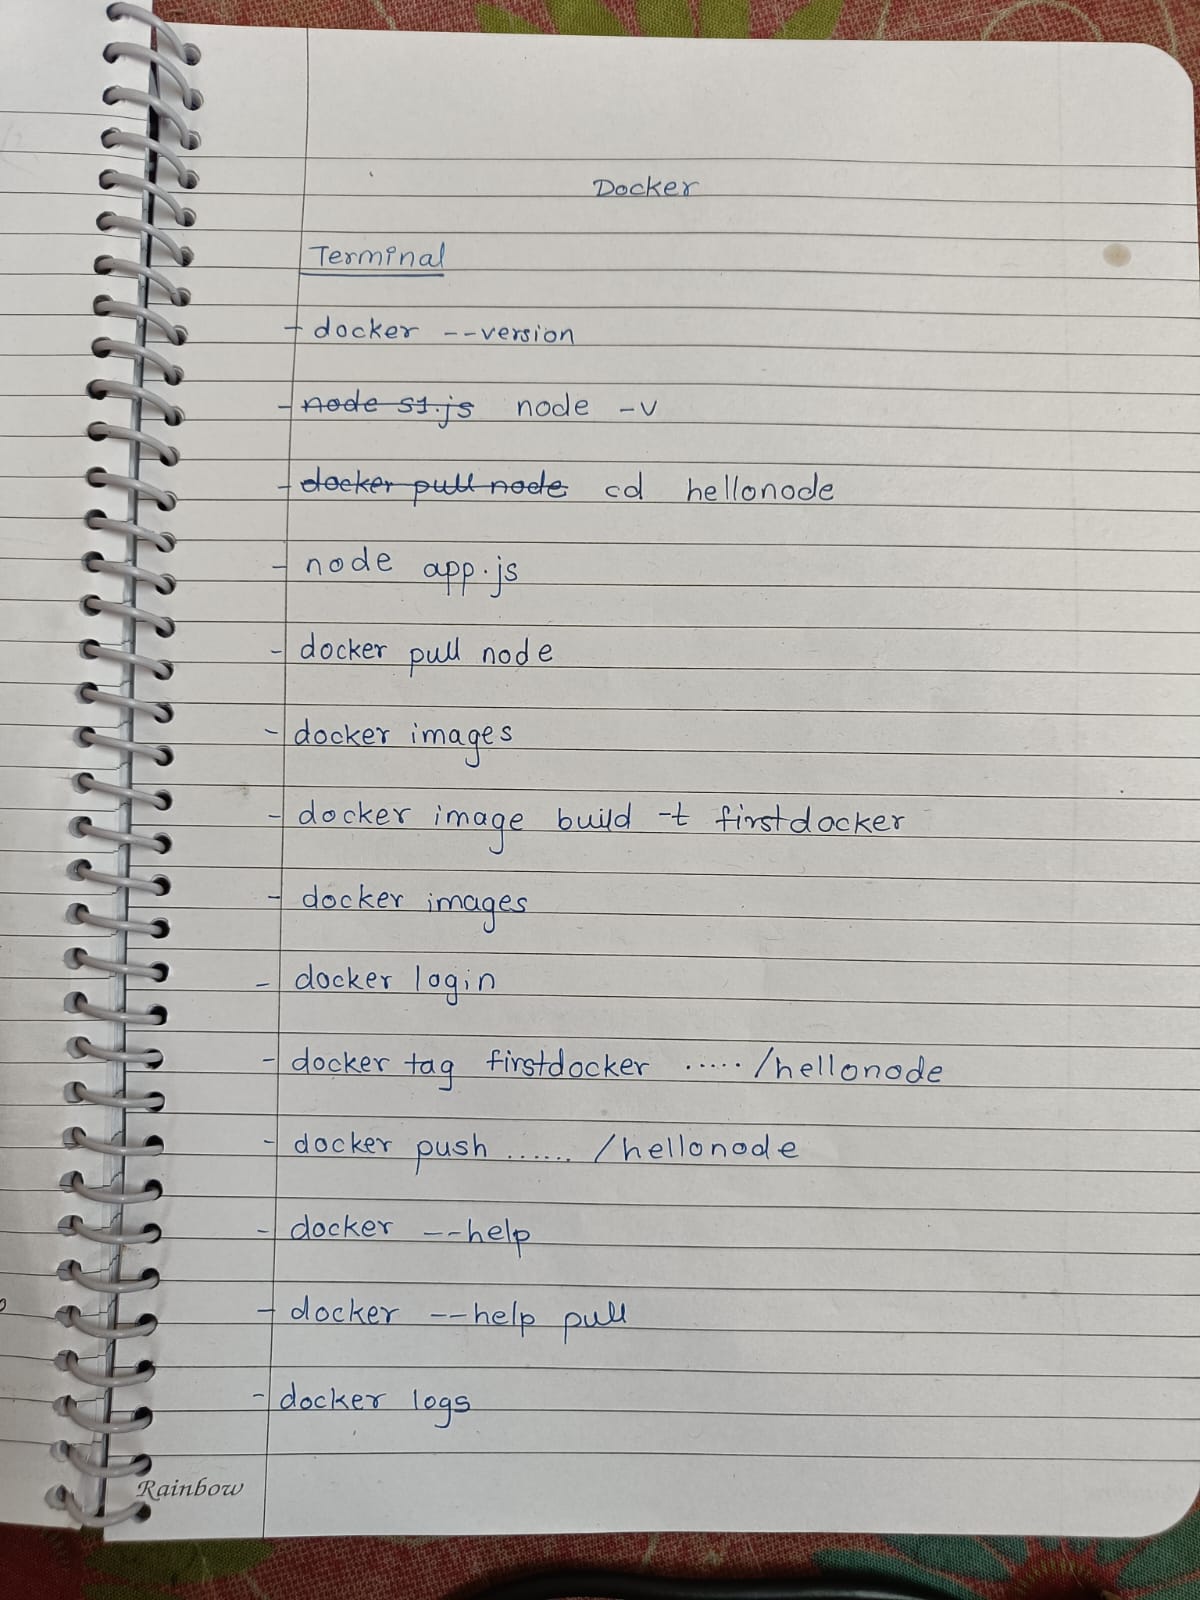 Docker
Terminal
- docker --version
- node s1.js node -v
- docker pull node cd hellonode
- node app.js
- docker pull node
- docker images
- docker image build -t firstdocker
- docker images
- docker login
- docker tag firstdocker ..... /hellonode
- docker push ...... /hellonode
- docker --help
- docker --help pull
- docker logs
Rainbow